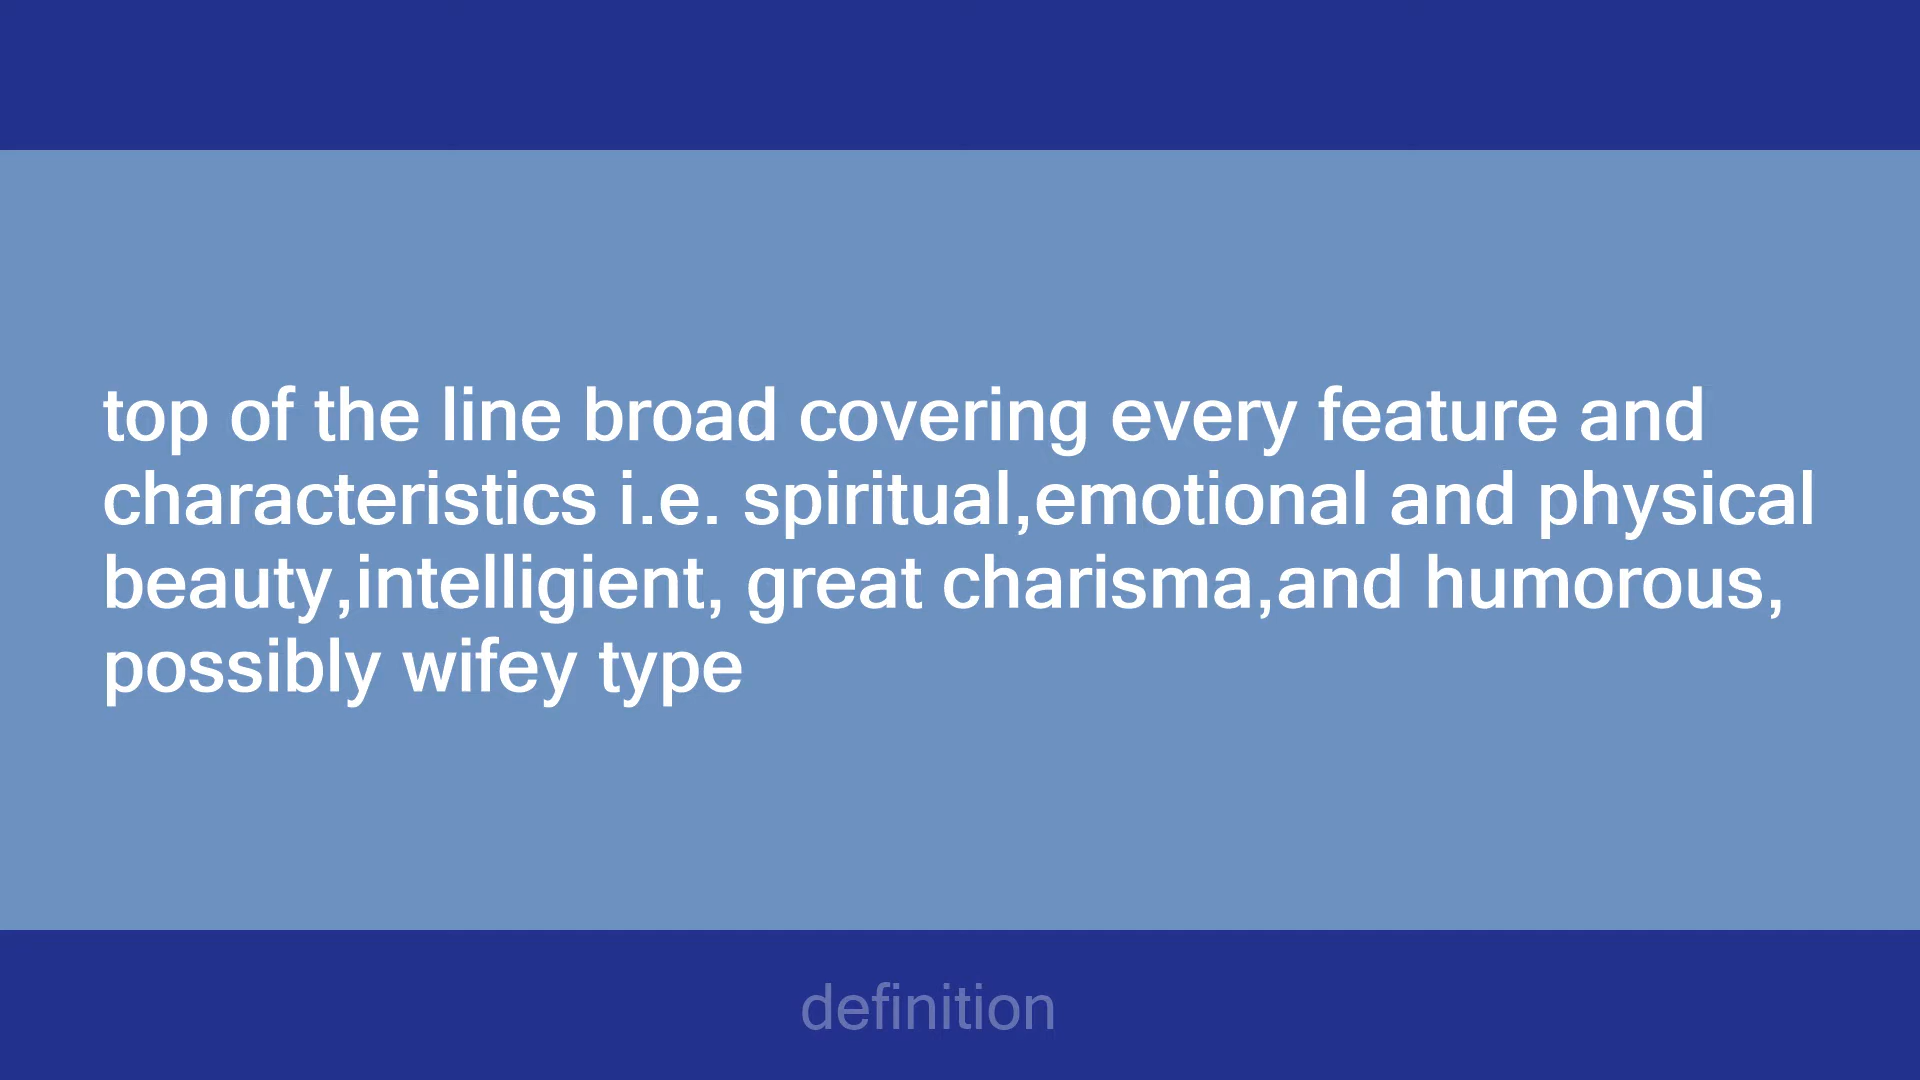 top of the line broad covering every feature and
characteristics i.e. spiritual,emotional and physical
beauty,intelligient, great charisma,and humorous,
possibly wifey type
definition